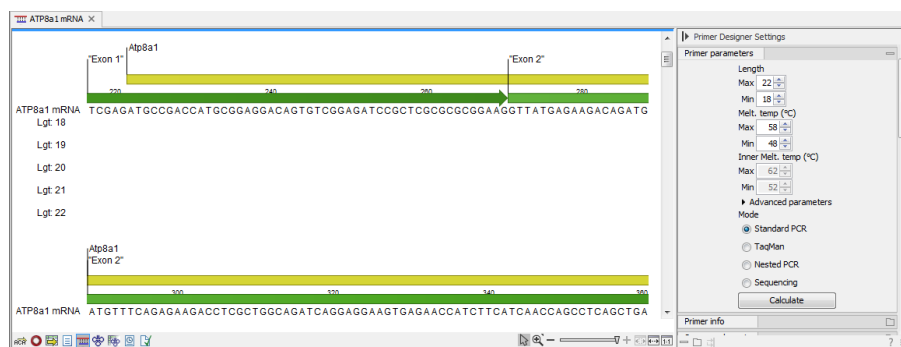 ATP8a1 mRNA
Atp8a1
"Exon 1"
"Exon 2"
220
240
260
280
ATP8a1 mRNA TCGAGATGCCGACCATGCGGAGGACAGTGTCGGAGATCCGCTCGCGCGCGGAAGGTTATGAGAAGACAGATG
Lgt: 18
Lgt: 19
Lgt: 20
Lgt: 21
Lgt: 22
Atp8a1
"Exon 2"
300
320
340
360
ATP8a1 mRNA ATGTTTCAGAGAAGACCTCGCTGGCAGATCAGGAGGAAGTGAGAACCATCTTCATCAACCAGCCTCAGCTGA
Primer Designer Settings
Primer parameters
Length
Max 22
Min 18
Melt. temp (°C)
Max 58
Min 48
Inner Melt. temp (°C)
Max 62
Min 52
Advanced parameters
Mode
Standard PCR
TaqMan
Nested PCR
Sequencing
Calculate
Primer info
1:1
?